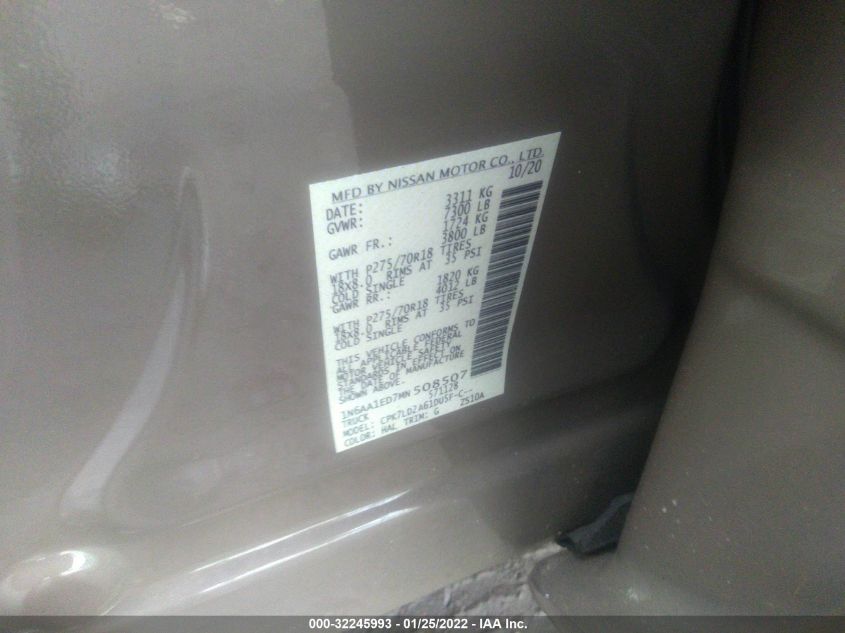 MFD BY NISSAN MOTOR CO., LTD.
DATE: 10/20
GVWR: 3311 KG
7300 LB
GAWR FR.: 1724 KG
3800 LB
WITH P275/70R18 TIRES
18X8.0 RIMS AT 35 PSI
COLD SINGLE
GAWR RR.: 1820 KG
4012 LB
WITH P275/70R18 TIRES
18X8.0 RIMS AT 35 PSI
COLD SINGLE
THIS VEHICLE CONFORMS TO
ALL APPLICABLE FEDERAL
MOTOR VEHICLE SAFETY
STANDARDS IN EFFECT ON
THE DATE OF MANUFACTURE
SHOWN ABOVE.
1N6AA1ED7MN508507
TRUCK 571128
MODEL: CPK7LD2A61DU5F-C--
COLOR: HAL TRIM: G ZS10A
000-32245993 - 01/25/2022 - IAA Inc.